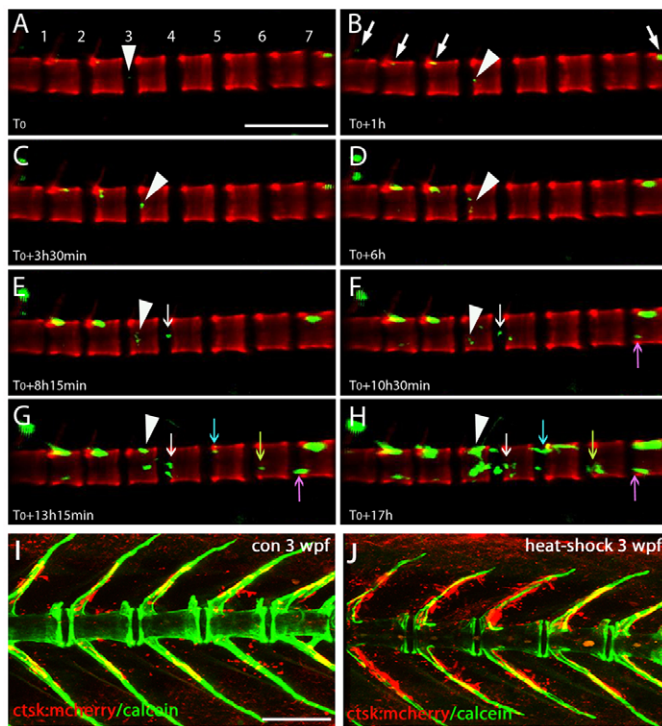 A
1 2 3 4 5 6 7
T0
B
T0+1h
C
T0+3h30min
D
T0+6h
E
T0+8h15min
F
T0+10h30min
G
T0+13h15min
H
T0+17h
I
con 3 wpf
ctsk:mcherry/calcein
J
heat-shock 3 wpf
ctsk:mcherry/calcein